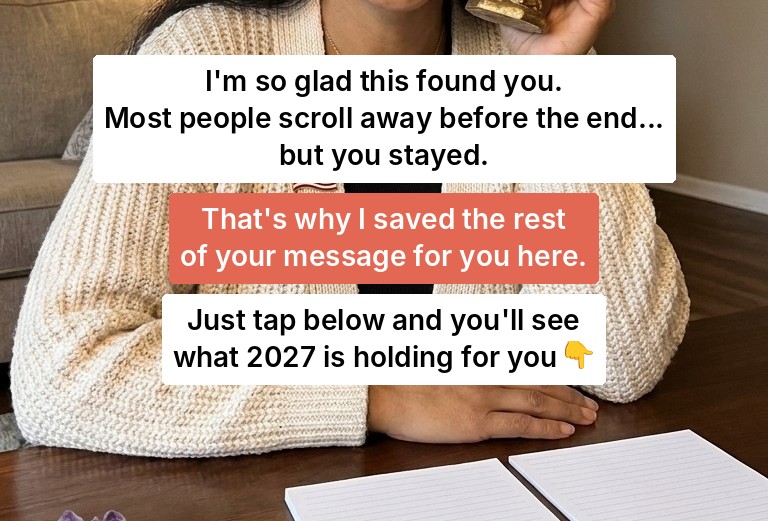 I'm so glad this found you.
Most people scroll away before the end...
but you stayed.
That's why I saved the rest
of your message for you here.
Just tap below and you'll see
what 2027 is holding for you👇